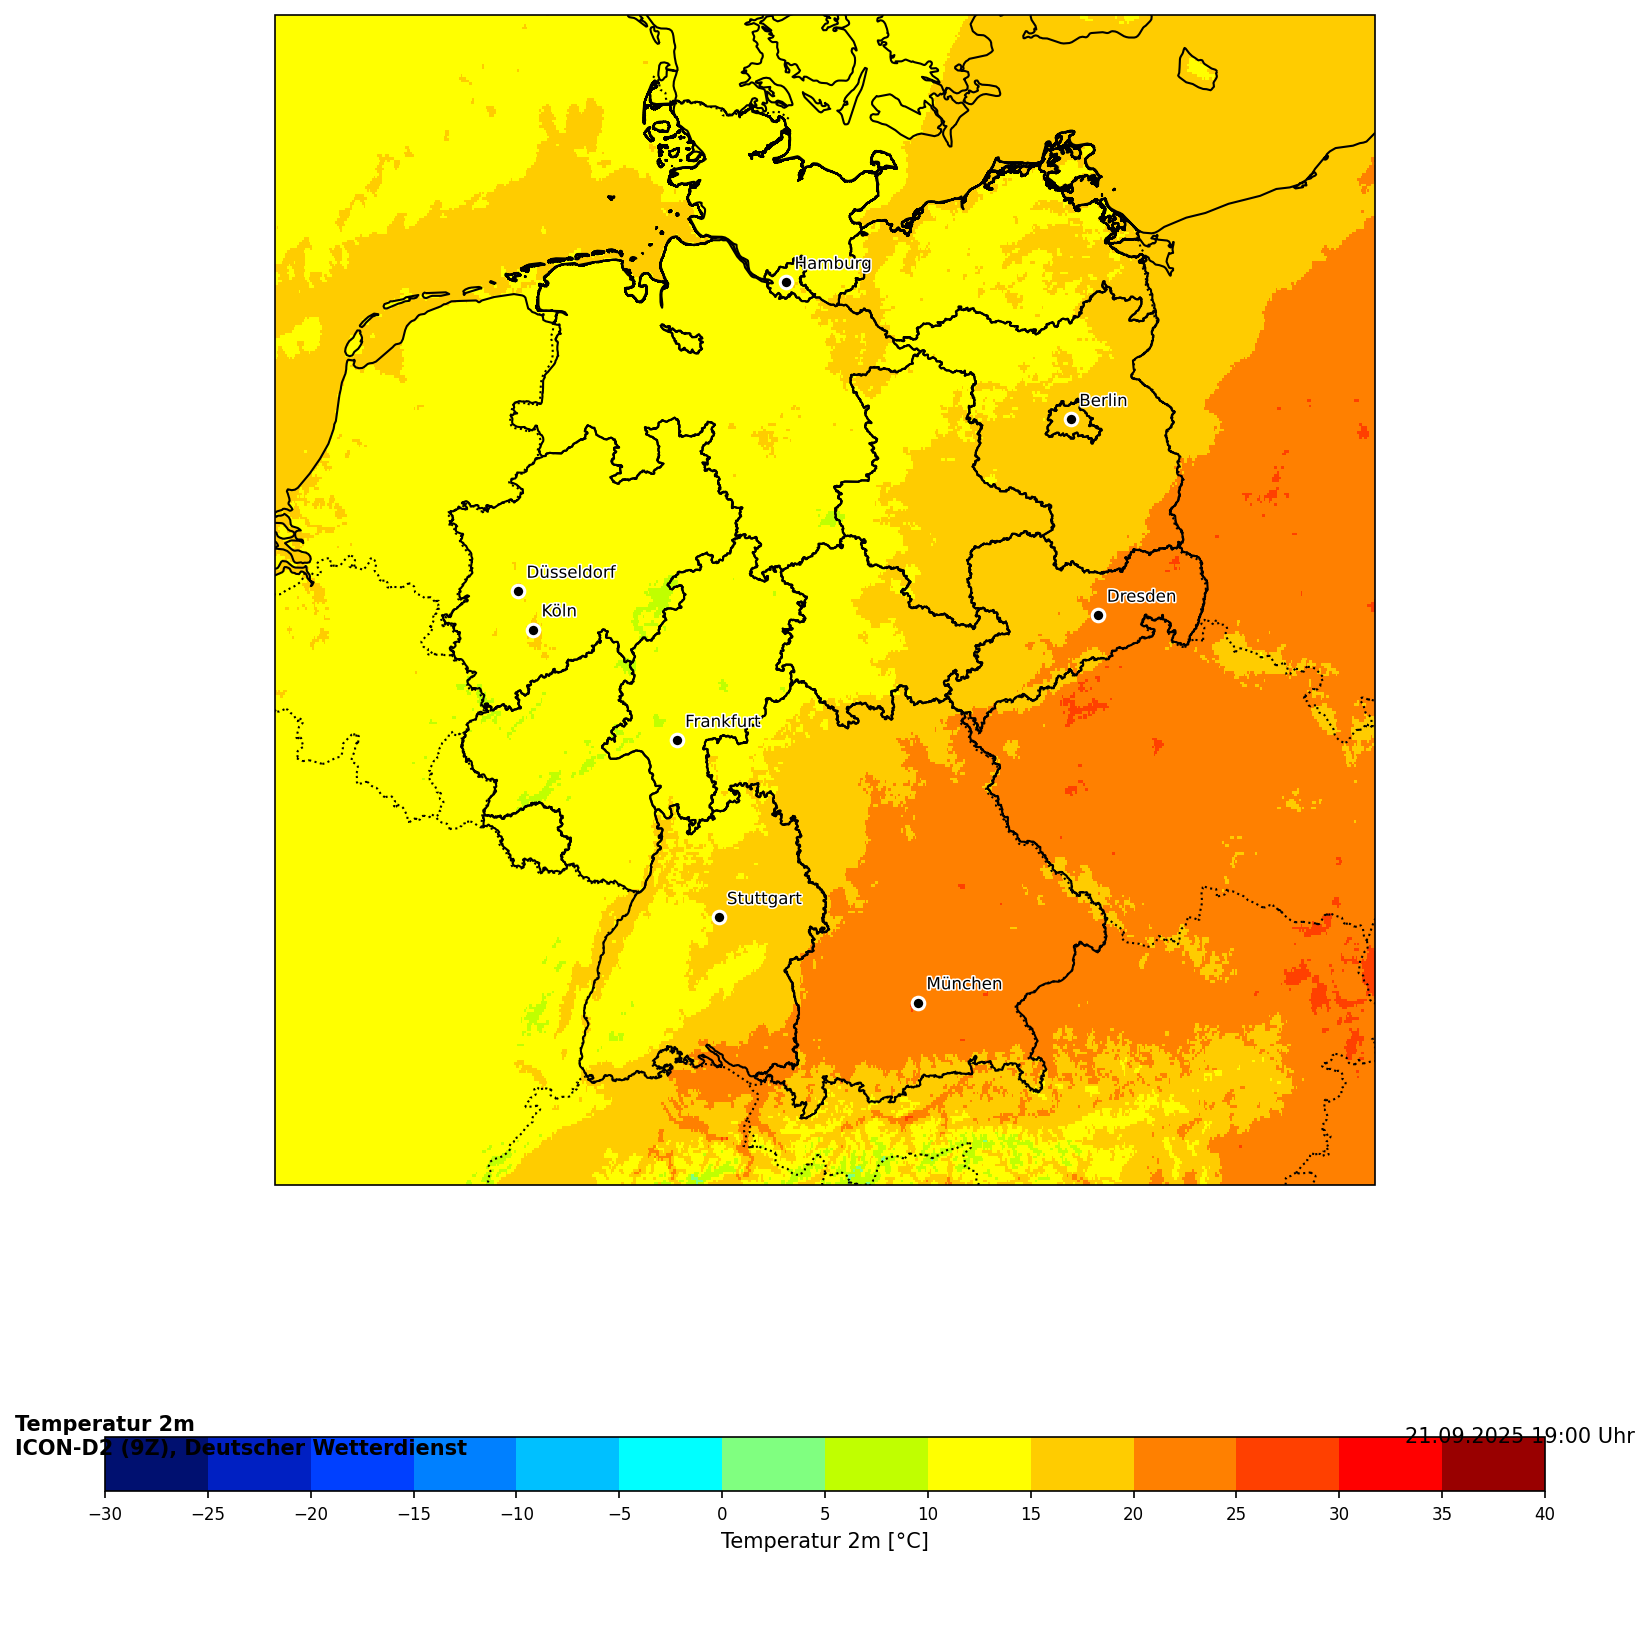 Hamburg
Berlin
Düsseldorf
Köln
Dresden
Frankfurt
Stuttgart
München
Temperatur 2m
ICON-D2 (9Z), Deutscher Wetterdienst
21.09.2025 19:00 Uhr
−30 −25 −20 −15 −10 −5 0 5 10 15 20 25 30 35 40
Temperatur 2m [°C]